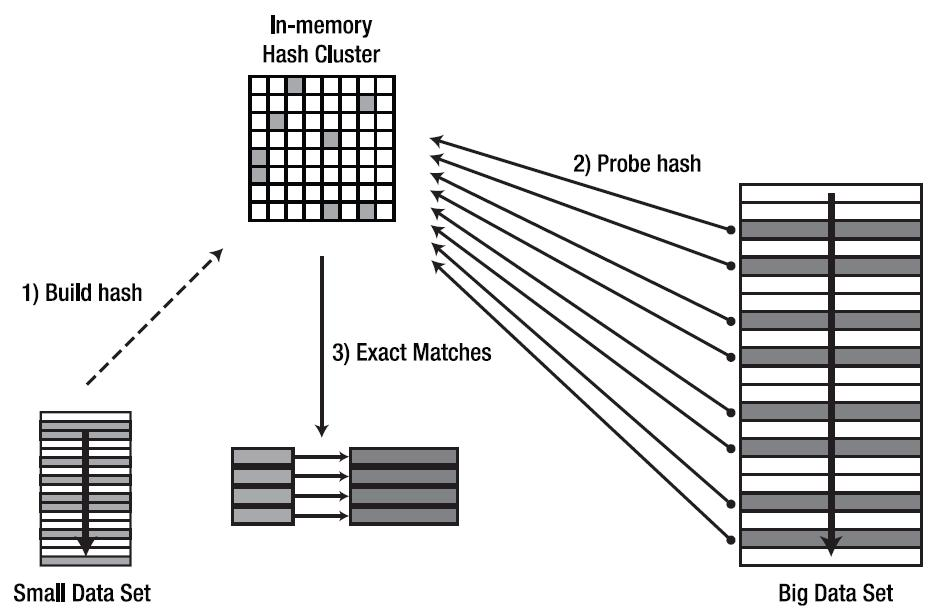 In-memory
Hash Cluster
2) Probe hash
1) Build hash
3) Exact Matches
Small Data Set
Big Data Set